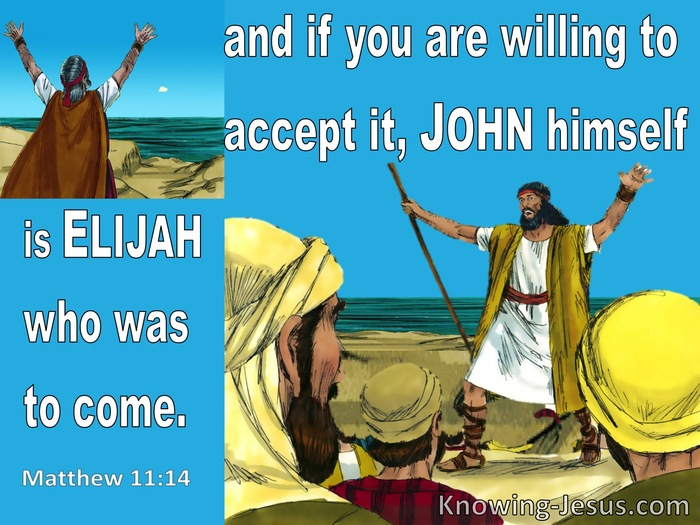 and if you are willing to
accept it, JOHN himself
is ELIJAH
who was
to come.
Matthew 11:14
Knowing-Jesus.com